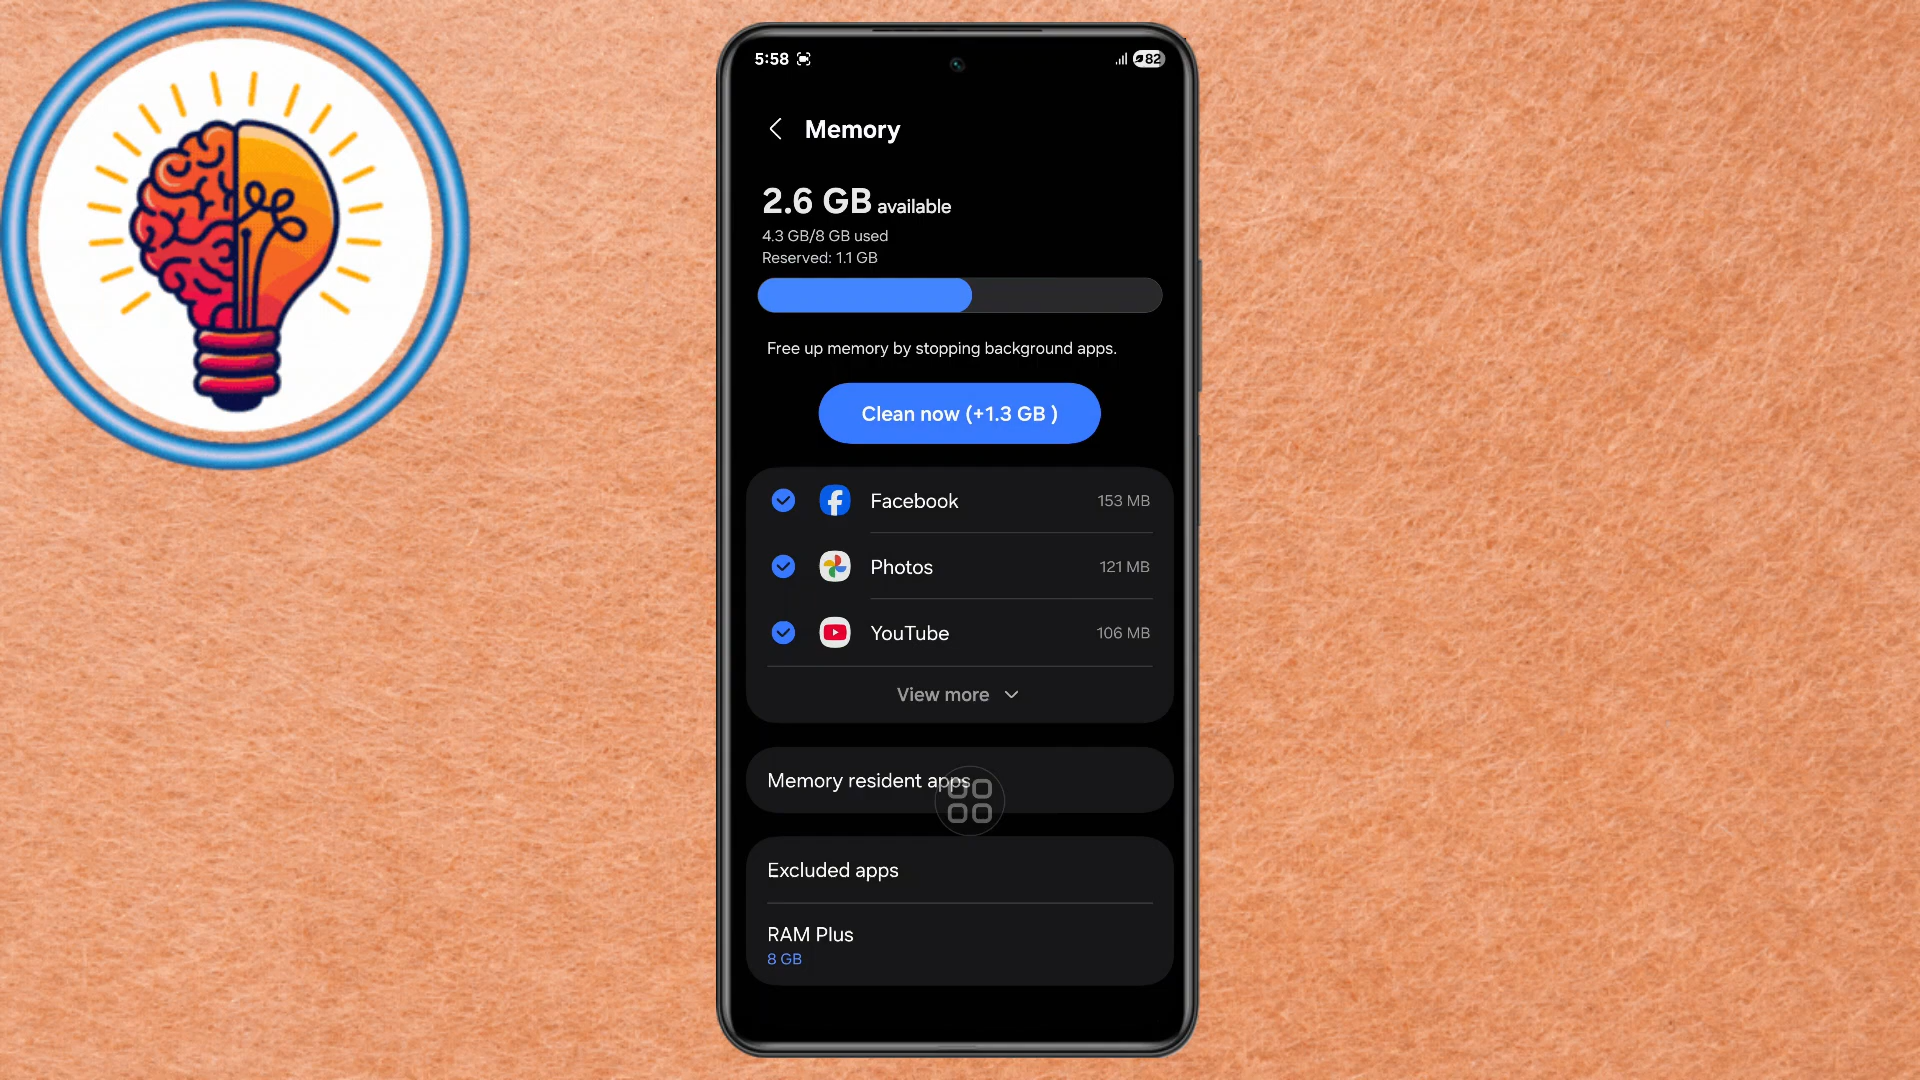 5:58 82
Memory
2.6 GB available
4.3 GB/8 GB used
Reserved: 1.1 GB
Free up memory by stopping background apps.
Clean now (+1.3 GB )
Facebook 153 MB
Photos 121 MB
YouTube 106 MB
View more
Memory resident apps
Excluded apps
RAM Plus
8 GB